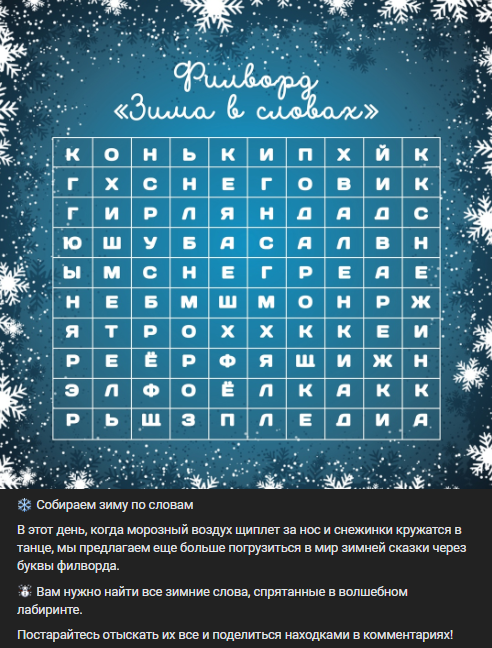 Филворд
«Зима в словах»
К О Н Ь К И П Х Й К
Г Х С Н Е Г О В И К
Г И Р Л Я Н Д А Д С
Ю Ш У Б А С А Л В Н
Ы М С Н Е Г Р Е А Е
Н Е Б М Ш М О Н Р Ж
Я Т Р О Х Х К К Е И
Р Е Ё Р Ф Я Щ И Ж Н
Э Л Ф О Ё Л К А К К
Р Ь Щ З П Л Е Д И А
❄️ Собираем зиму по словам
В этот день, когда морозный воздух щиплет за нос и снежинки кружатся в
танце, мы предлагаем еще больше погрузиться в мир зимней сказки через
буквы филворда.
☃️ Вам нужно найти все зимние слова, спрятанные в волшебном
лабиринте.
Постарайтесь отыскать их все и поделиться находками в комментариях!